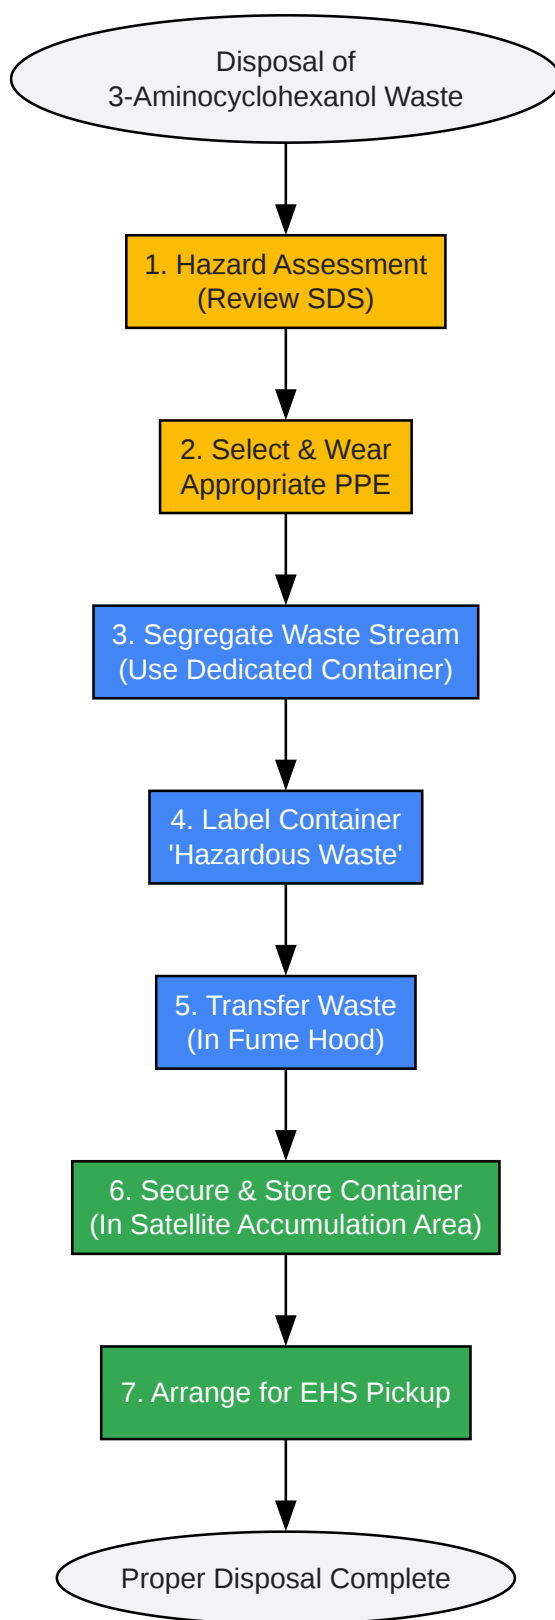 Disposal of
3-Aminocyclohexanol Waste
1. Hazard Assessment
(Review SDS)
2. Select & Wear
Appropriate PPE
3. Segregate Waste Stream
(Use Dedicated Container)
4. Label Container
'Hazardous Waste'
5. Transfer Waste
(In Fume Hood)
6. Secure & Store Container
(In Satellite Accumulation Area)
7. Arrange for EHS Pickup
Proper Disposal Complete